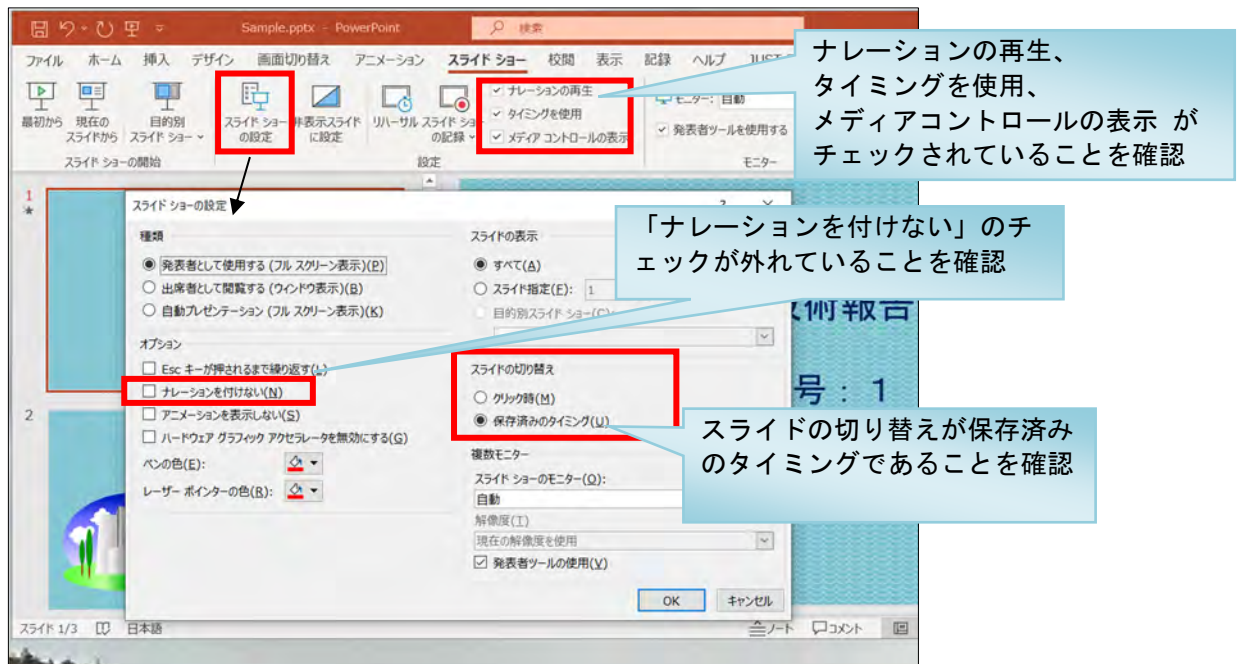 Sample.pptx - PowerPoint
検索
ファイル ホーム 挿入 デザイン 画面切り替え アニメーション スライド ショー 校閲 表示 記録 ヘルプ
最初から
現在の
スライドから
目的別
スライド ショー
スライド ショー
の設定
非表示スライド
に設定
リハーサル
スライド ショー
の記録
ナレーションの再生
タイミングを使用
メディア コントロールの表示
モニター: 自動
発表者ツールを使用する
スライド ショーの開始
設定
モニター
ナレーションの再生、
タイミングを使用、
メディアコントロールの表示 が
チェックされていることを確認
1
2
スライド ショーの設定
? ×
種類
発表者として使用する (フル スクリーン表示)(P)
出席者として閲覧する (ウィンドウ表示)(B)
自動プレゼンテーション (フル スクリーン表示)(K)
オプション
Esc キーが押されるまで繰り返す(L)
ナレーションを付けない(N)
アニメーションを表示しない(S)
ハードウェア グラフィック アクセラレータを無効にする(G)
ペンの色(E):
レーザー ポインターの色(R):
スライドの表示
すべて(A)
スライド指定(F): 1
目的別スライド ショー(C):
スライドの切り替え
クリック時(M)
保存済みのタイミング(U)
複数モニター
スライド ショーのモニター(O):
自動
解像度(T)
現在の解像度を使用
発表者ツールの使用(V)
OK キャンセル
「ナレーションを付けない」のチ
ェックが外れていることを確認
術報告
号：1
スライドの切り替えが保存済み
のタイミングであることを確認
スライド 1/3 日本語
ノート コメント